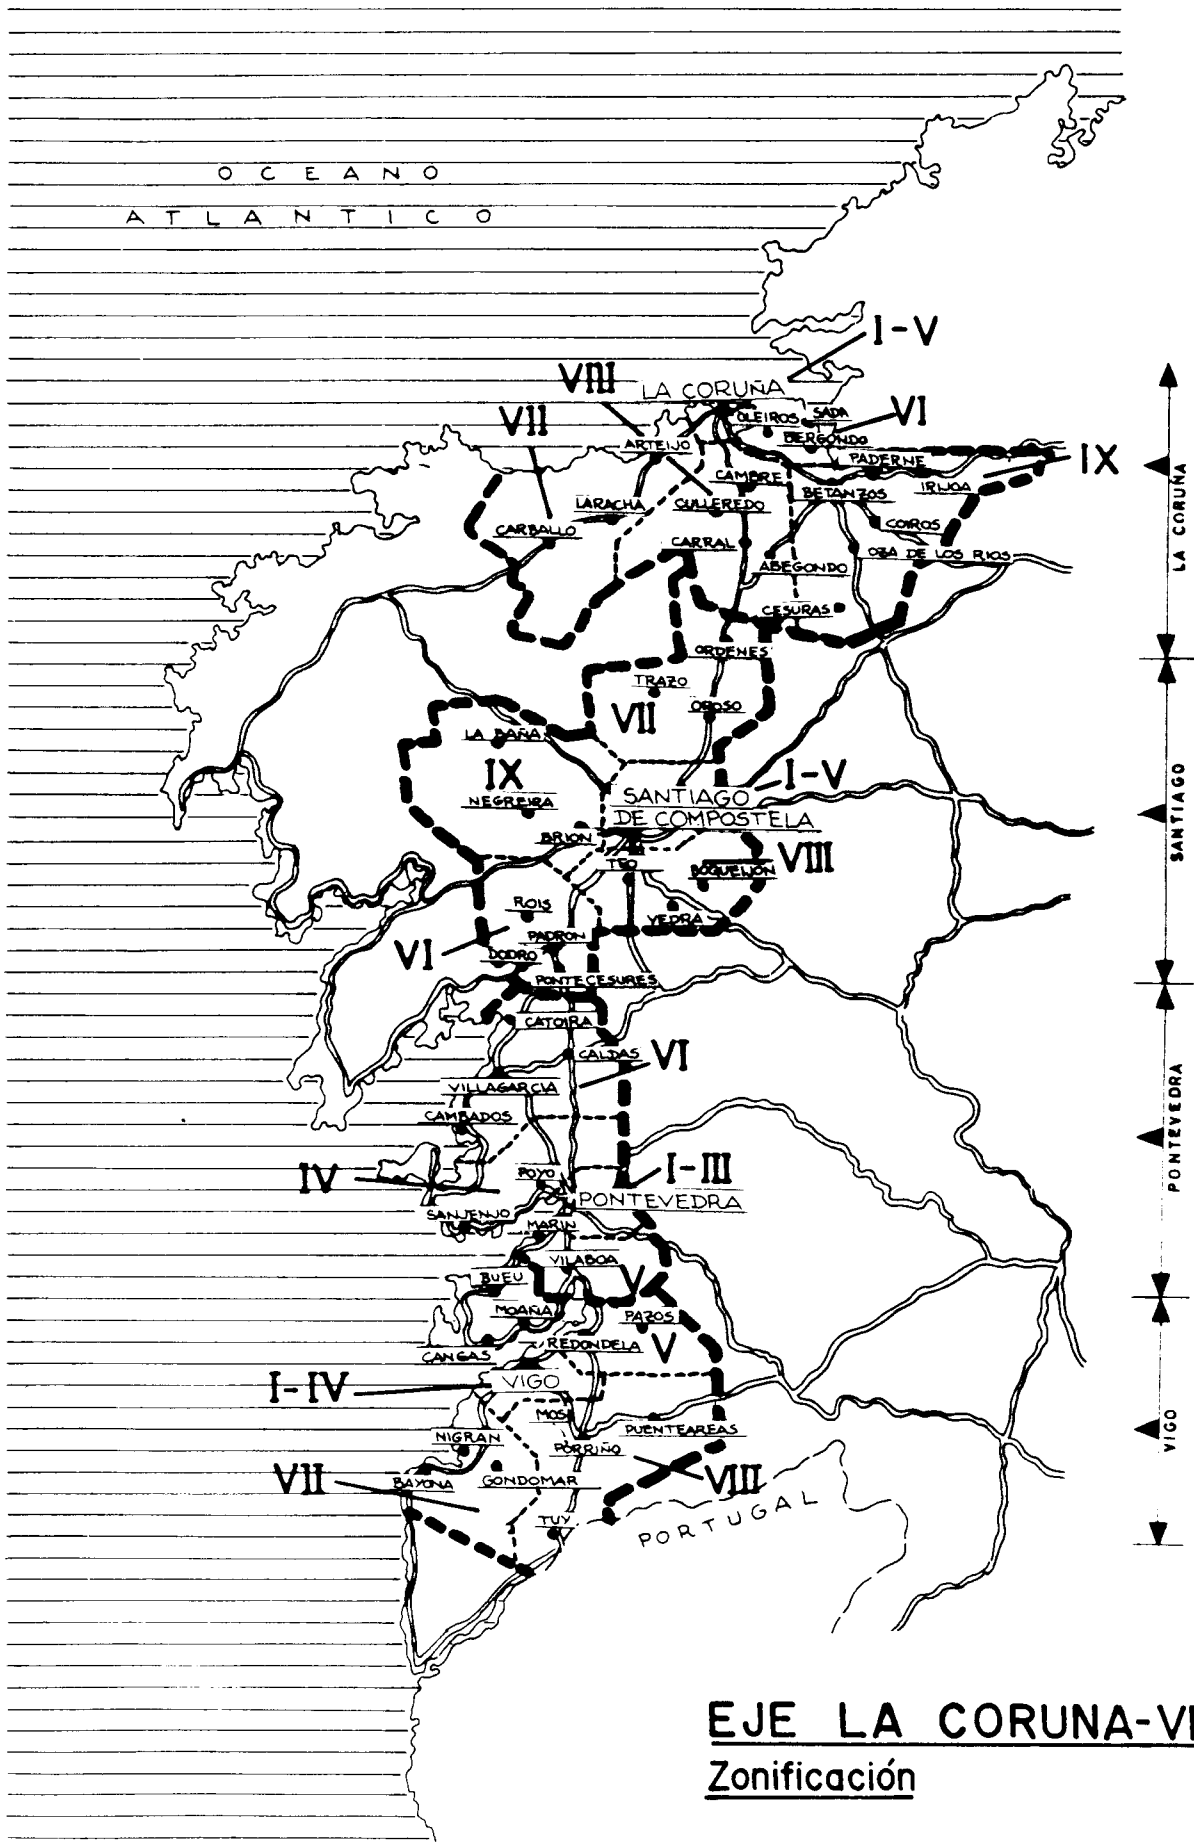 OCEANO
ATLANTICO
I-V
VIII
LA CORUÑA
VII
OLEIROS
SADA
VI
ARTEIJO
BERGONDO
IX
PADERNE
CAMBRE
IRIJOA
LARACHA
CULLEREDO
BETANZOS
CARBALLO
COIROS
CARRAL
OZA DE LOS RIOS
ABEGONDO
CESURAS
LA CORUÑA
ORDENES
TRAZO
VII
OROSO
LA BAÑA
IX
I-V
NEGREIRA
SANTIAGO
DE COMPOSTELA
BRION
VIII
TEO
BOQUEIJON
SANTIAGO
ROIS
VEDRA
PADRON
VI
DODRO
PONTECESURES
CATOIRA
CALDAS
VI
VILLAGARCIA
CAMBADOS
PONTEVEDRA
IV
POYO
I-III
PONTEVEDRA
SANJENJO
MARIN
VILABOA
BUEU
V
MOAÑA
PAZOS
REDONDELA
V
CANGAS
I-IV
VIGO
MOS
PUENTEAREAS
NIGRAN
PORRIÑO
VIGO
VII
BAYONA
GONDOMAR
VIII
TUY
PORTUGAL
EJE LA CORUNA-VI
Zonificación